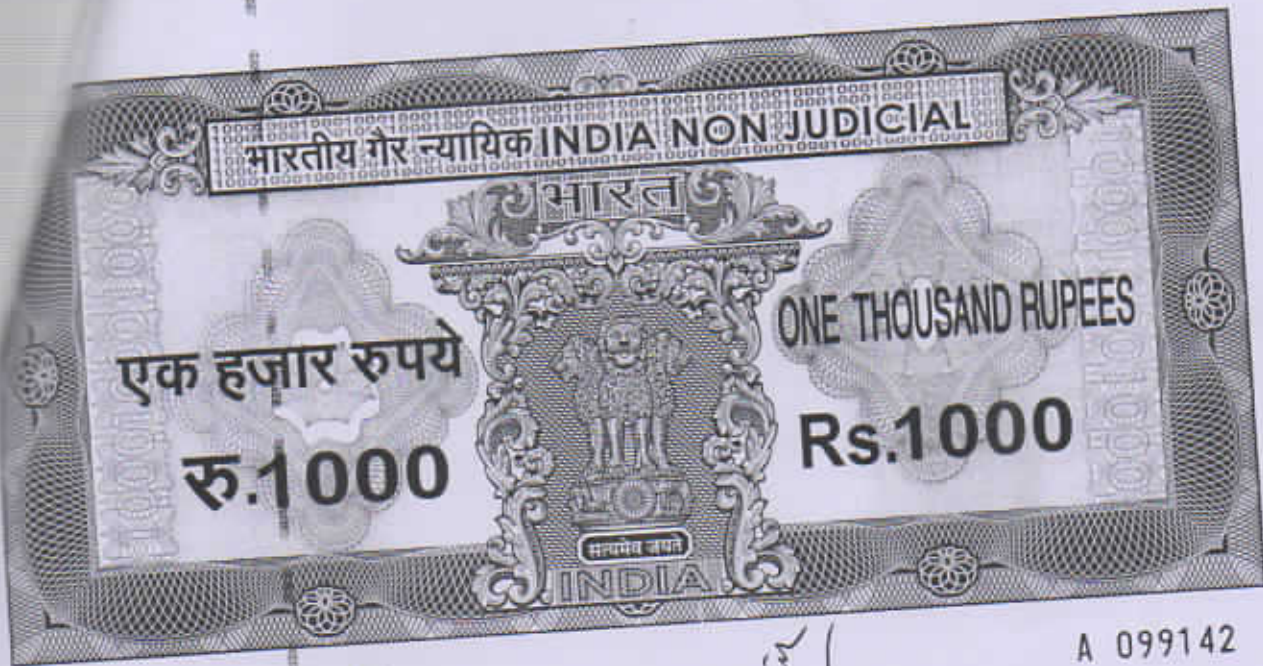 भारतीय गैर न्यायिक INDIA NON JUDICIAL
भारत
एक हजार रुपये
रु.1000
ONE THOUSAND RUPEES
Rs.1000
सत्यमेव जयते
INDIA
A 099142